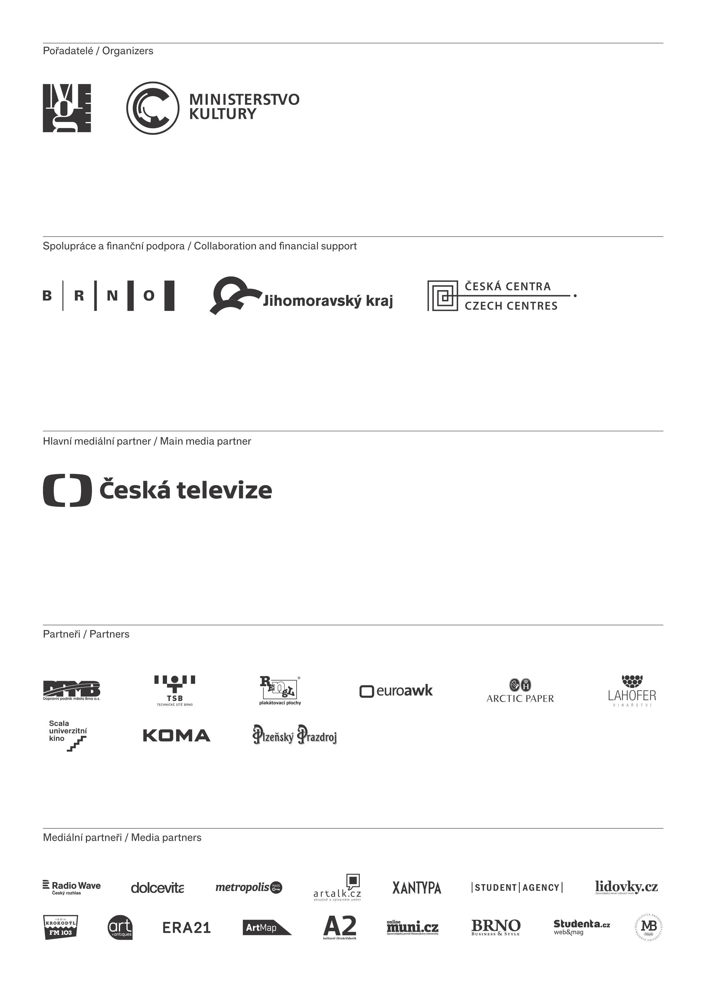 Pořadatelé / Organizers
Mg
MINISTERSTVO
KULTURY
Spolupráce a finanční podpora / Collaboration and financial support
B R N O
Jihomoravský kraj
ČESKÁ CENTRA
CZECH CENTRES
Hlavní mediální partner / Main media partner
Česká televize
Partneři / Partners
DPMB
Dopravní podnik města Brna a.s.
TSB
TECHNICKÉ SÍTĚ BRNO
REngL®
plakátovací plochy
euroawk
H
ARCTIC PAPER
LAHOFER
VINAŘSTVÍ
Scala
univerzitní
kino
KOMA
Plzeňský Prazdroj
Mediální partneři / Media partners
Radio Wave
Český rozhlas
dolcevita
metropolis PASS
artalk.cz
aktuálně o výtvarném umění
XANTYPA
|STUDENT|AGENCY|
lidovky.cz
Zpravodajský server Lidových novin
rádio
KROKODÝL
FM 103
art
+antiques
ERA21
ArtMap
A2
kulturní čtrnáctideník
online
muni.cz
Zpravodajský portál Masarykovy univerzity
BRNO
BUSINESS & STYLE
Studenta.cz
web&mag
MUSEOLOGICA BRUNENSIA
MB
MASARYK UNIVERSITY